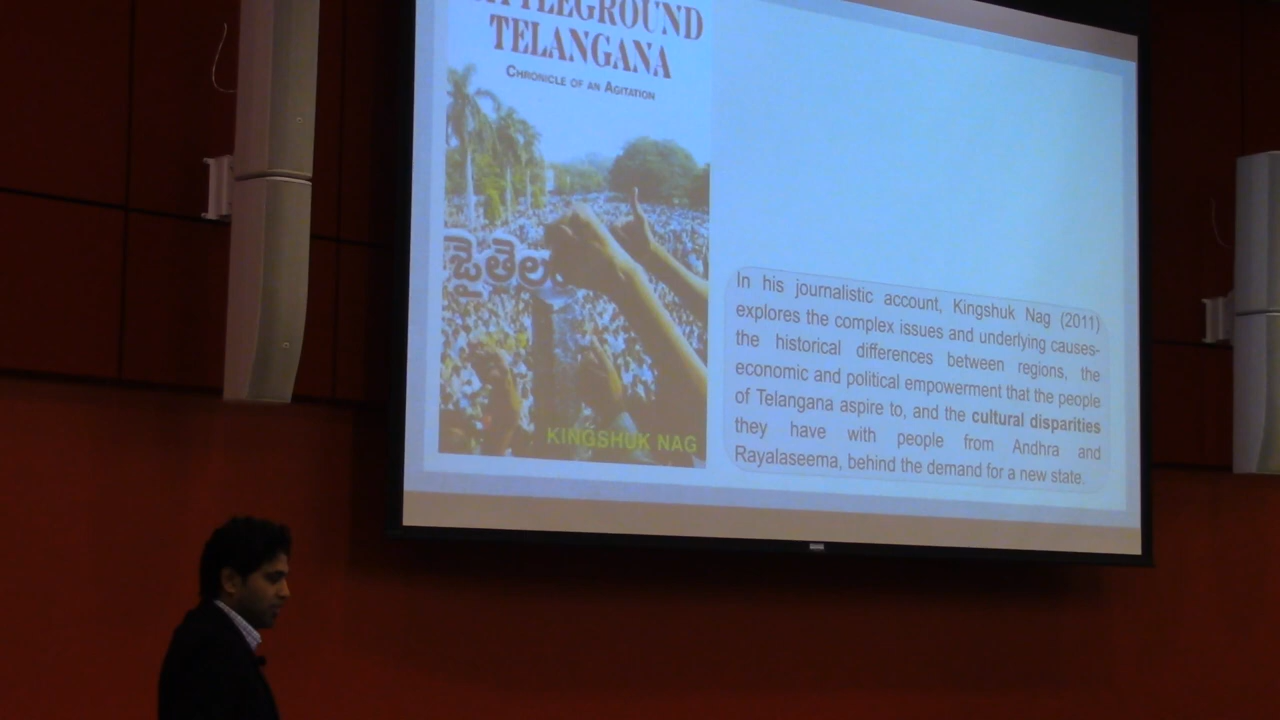 TLEGROUND
TELANGANA
CHRONICLE OF AN AGITATION
జైతెలం
KINGSHUK NAG
In his journalistic account, Kingshuk Nag (2011)
explores the complex issues and underlying causes-
the historical differences between regions, the
economic and political empowerment that the people
of Telangana aspire to, and the cultural disparities
they have with people from Andhra and
Rayalaseema, behind the demand for a new state.